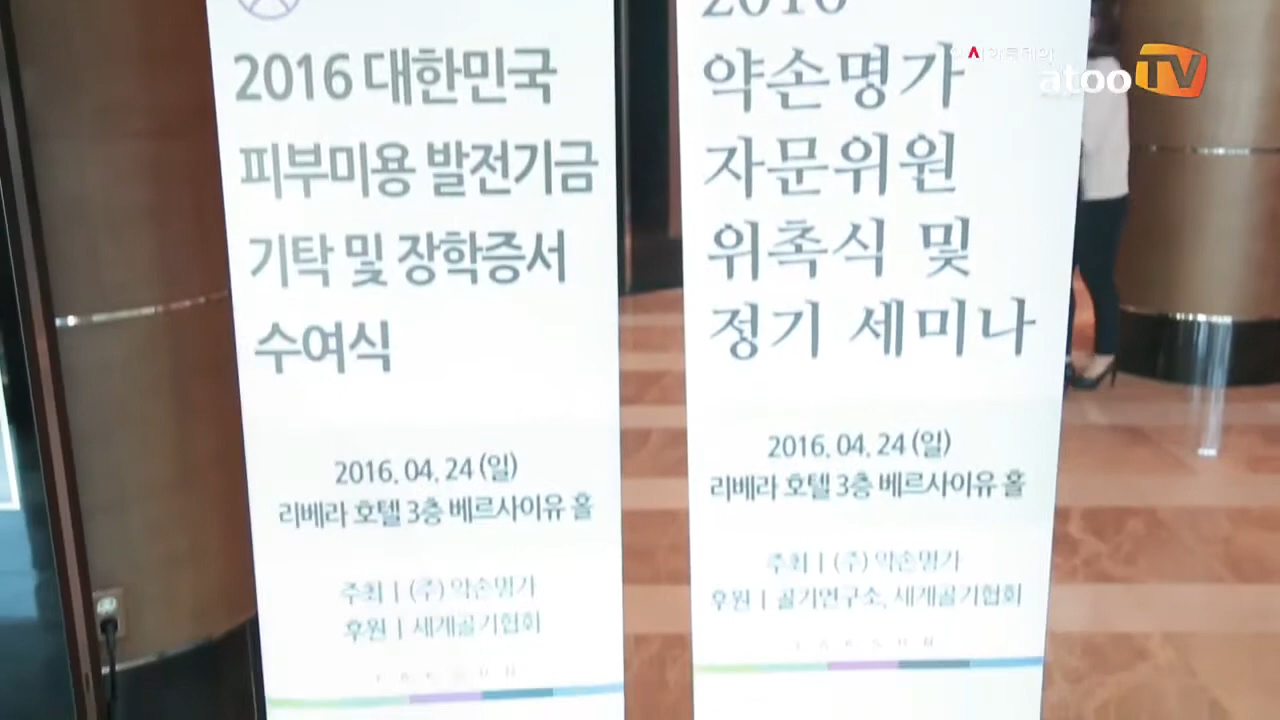 2016 대한민국
피부미용 발전기금
기탁 및 장학증서
수여식
2016. 04. 24 (일)
리베라 호텔 3층 베르사이유 홀
주최 | (주) 약손명가
후원 | 세계골기협회
2016
약손명가
자문위원
위촉식 및
정기 세미나
2016. 04. 24 (일)
리베라 호텔 3층 베르사이유 홀
주최 | (주) 약손명가
후원 | 골기연구소, 세계골기협회
atooTV